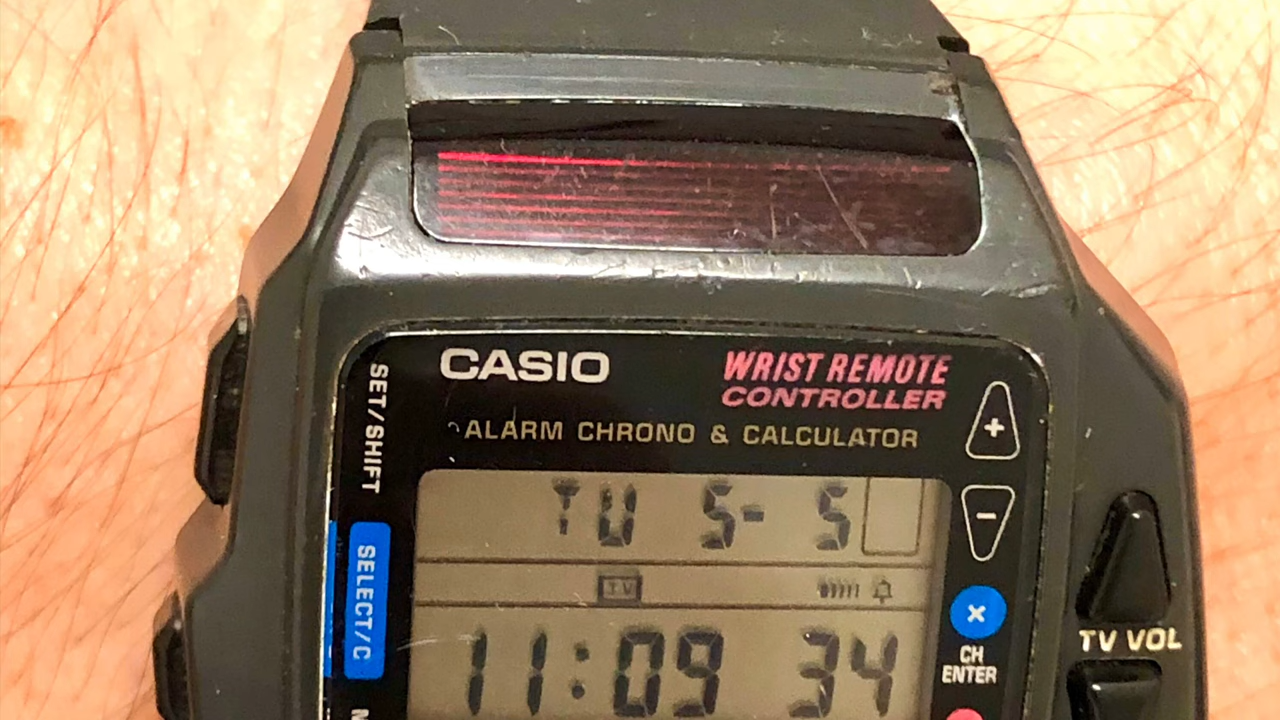 CASIO
WRIST REMOTE
CONTROLLER
ALARM CHRONO & CALCULATOR
SET/SHIFT
+
TU 5- 5
-
SELECT/C
TV
×
CH
ENTER
TV VOL
11:09 34